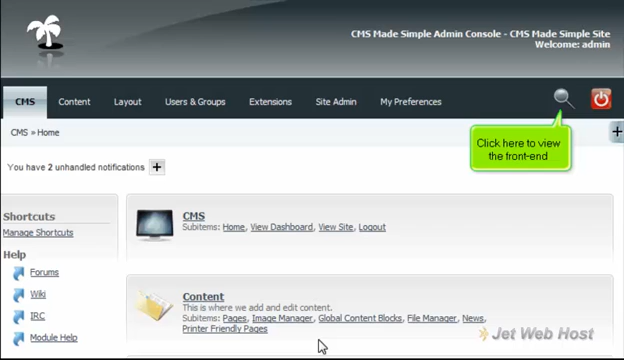 CMS Made Simple Admin Console - CMS Made Simple Site
Welcome: admin
CMS Content Layout Users & Groups Extensions Site Admin My Preferences
CMS » Home
+
Click here to view
the front-end
You have 2 unhandled notifications +
Shortcuts
Manage Shortcuts
Help
Forums
Wiki
IRC
Module Help
CMS
Subitems: Home, View Dashboard, View Site, Logout
Content
This is where we add and edit content.
Subitems: Pages, Image Manager, Global Content Blocks, File Manager, News,
Printer Friendly Pages
Jet Web Host